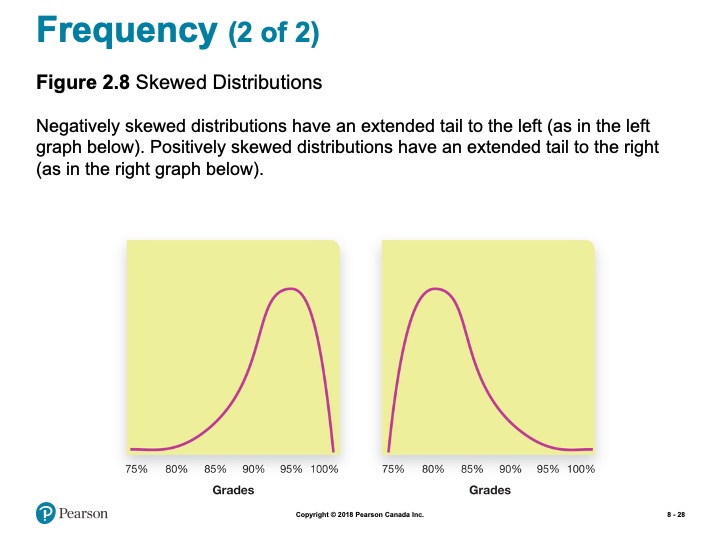 Frequency (2 of 2)
Figure 2.8 Skewed Distributions
Negatively skewed distributions have an extended tail to the left (as in the left
graph below). Positively skewed distributions have an extended tail to the right
(as in the right graph below).
75% 80% 85% 90% 95% 100%
Grades
75% 80% 85% 90% 95% 100%
Grades
Pearson
Copyright © 2018 Pearson Canada Inc.
8 - 28